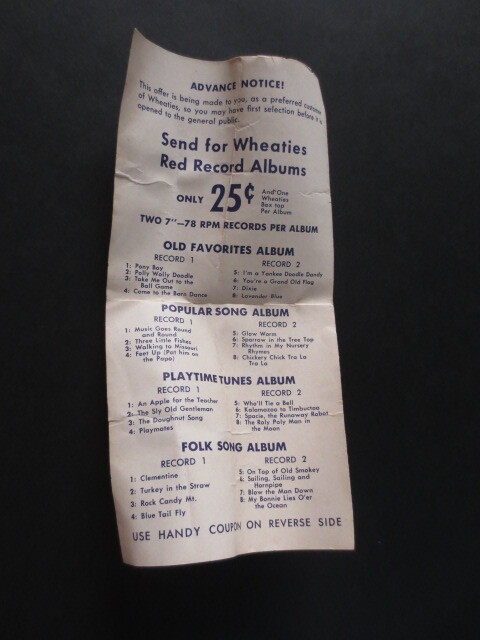 ADVANCE NOTICE!
This offer is being made to you, as a preferred customer
of Wheaties, so you may have first selection before it is
opened to the general public.
Send for Wheaties
Red Record Albums
ONLY 25¢ And One
Wheaties
Box top
Per Album
TWO 7"—78 RPM RECORDS PER ALBUM
OLD FAVORITES ALBUM
RECORD 1
1: Pony Boy
2: Polly Wolly Doodle
3: Take Me Out to the
Ball Game
4: Come to the Barn Dance
RECORD 2
5: I'm a Yankee Doodle Dandy
6: You're a Grand Old Flag
7: Dixie
8: Lavender Blue
POPULAR SONG ALBUM
RECORD 1
1: Music Goes Round
and Round
2: Three Little Fishes
3: Walking to Missouri
4: Feet Up (Pat him on
the Popo)
RECORD 2
5: Glow Worm
6: Sparrow in the Tree Top
7: Rhythm in My Nursery
Rhymes
8: Chickery Chick Tra La
Tra La
PLAYTIME TUNES ALBUM
RECORD 1
1: An Apple for the Teacher
2: The Sly Old Gentleman
3: The Doughnut Song
4: Playmates
RECORD 2
5: Who'll Tie a Bell
6: Kalamazoo to Timbuctoo
7: Spacie, the Runaway Robot
8: The Roly Poly Man in
the Moon
FOLK SONG ALBUM
RECORD 1
1: Clementine
2: Turkey in the Straw
3: Rock Candy Mt.
4: Blue Tail Fly
RECORD 2
5: On Top of Old Smokey
6: Sailing, Sailing and
Hornpipe
7: Blow the Man Down
8: My Bonnie Lies O'er
the Ocean
USE HANDY COUPON ON REVERSE SIDE